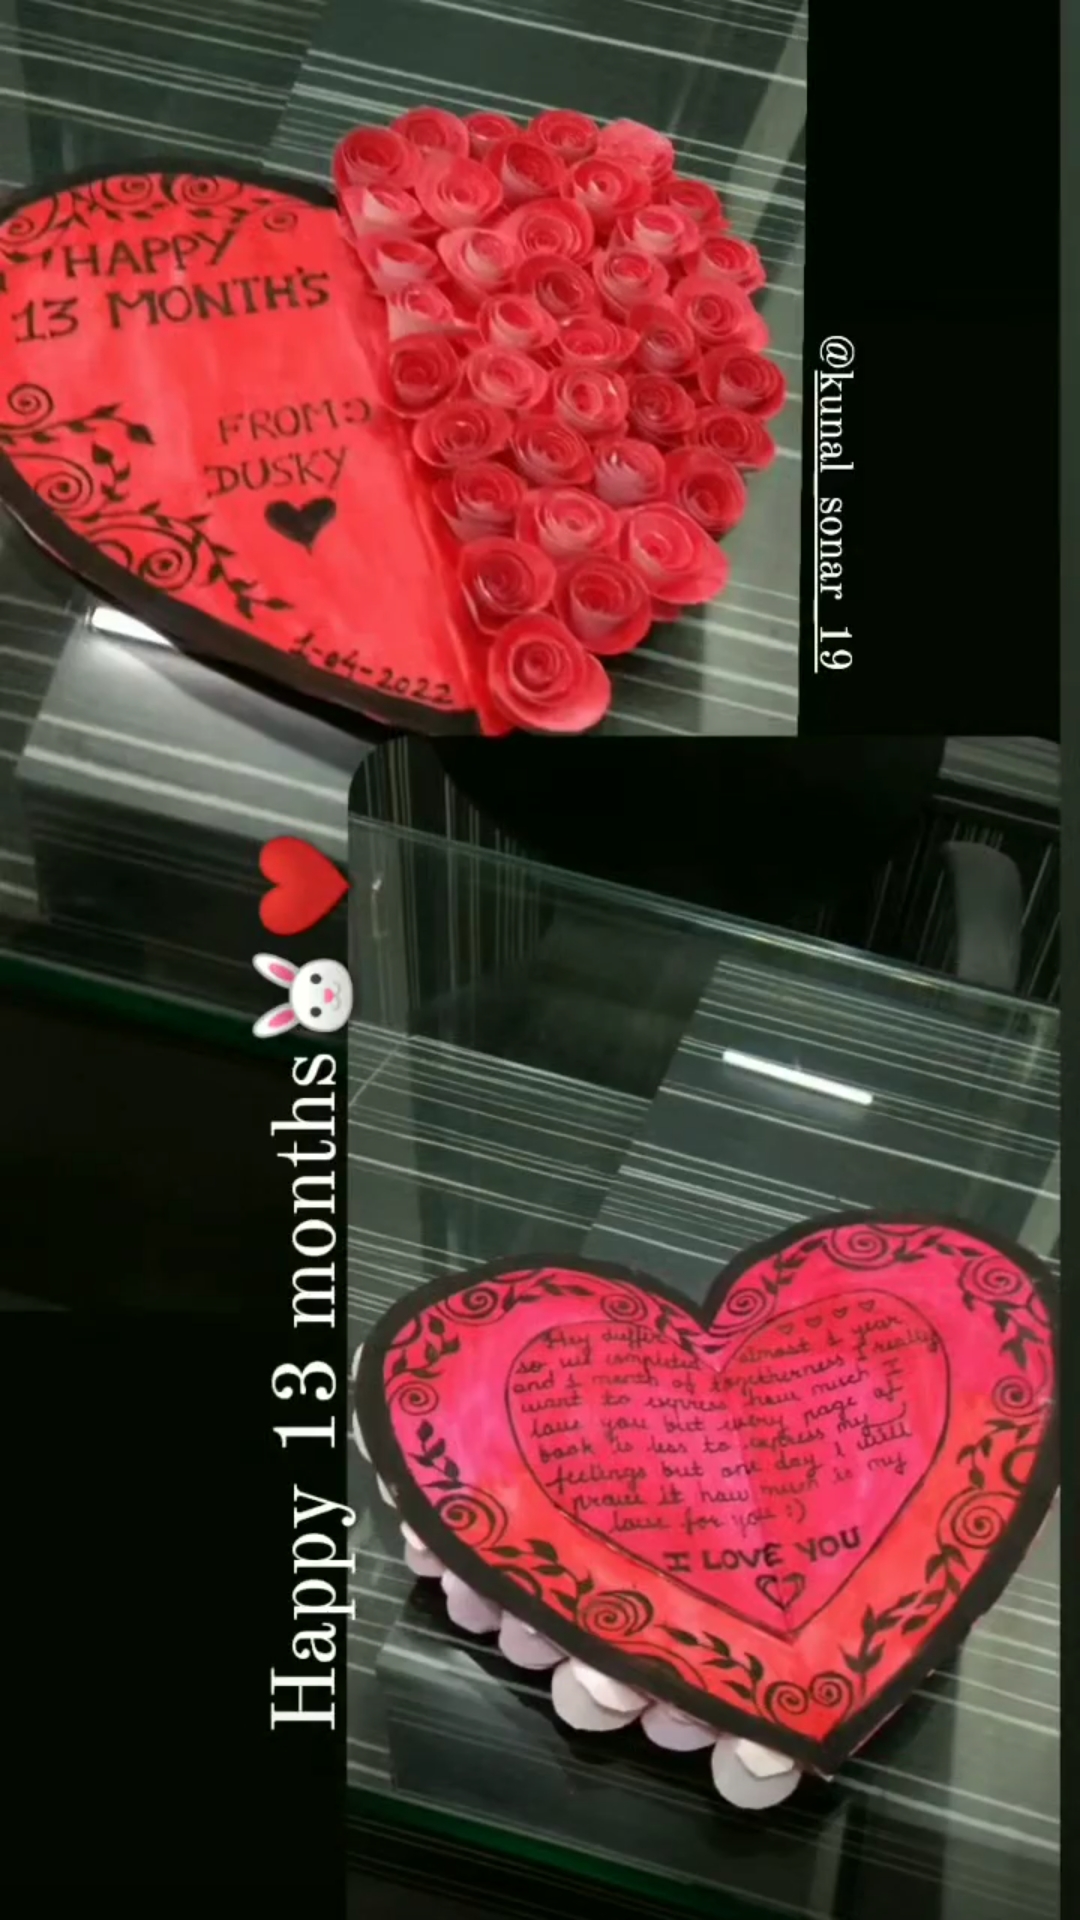 HAPPY
13 MONTH'S
FROM:)
DUSKY
1-04-2022
@kunal_sonar_19
Happy 13 months 🐰❤️
Hey duffer almost 1 year
so we completed
and 1 month of togetherness I really
want to express how much I
love you but every page of
book is less to express my
feelings but one day I will
prove it how much is my
love for you :)
I LOVE YOU